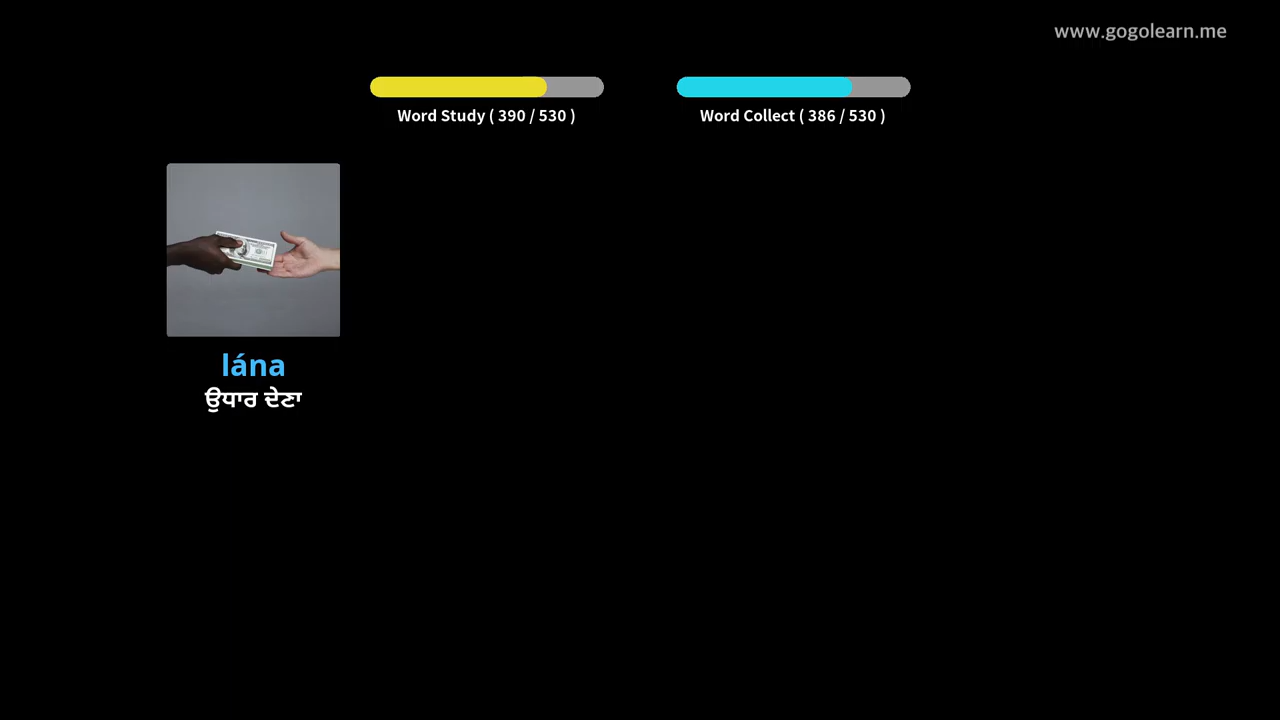 www.gogolearn.me
Word Study ( 390 / 530 )
Word Collect ( 386 / 530 )
lána
ਉਧਾਰ ਦੇਣਾ